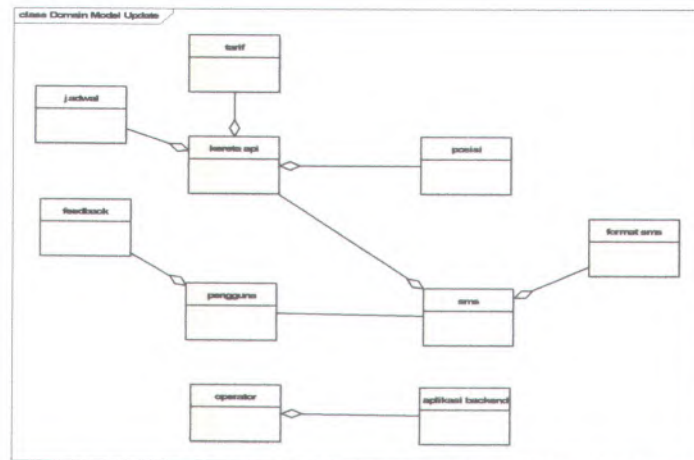 class Domain Model Update
tarif
jadwal
kereta api
posisi
feedback
format sms
pengguna
sms
operator
aplikasi backend